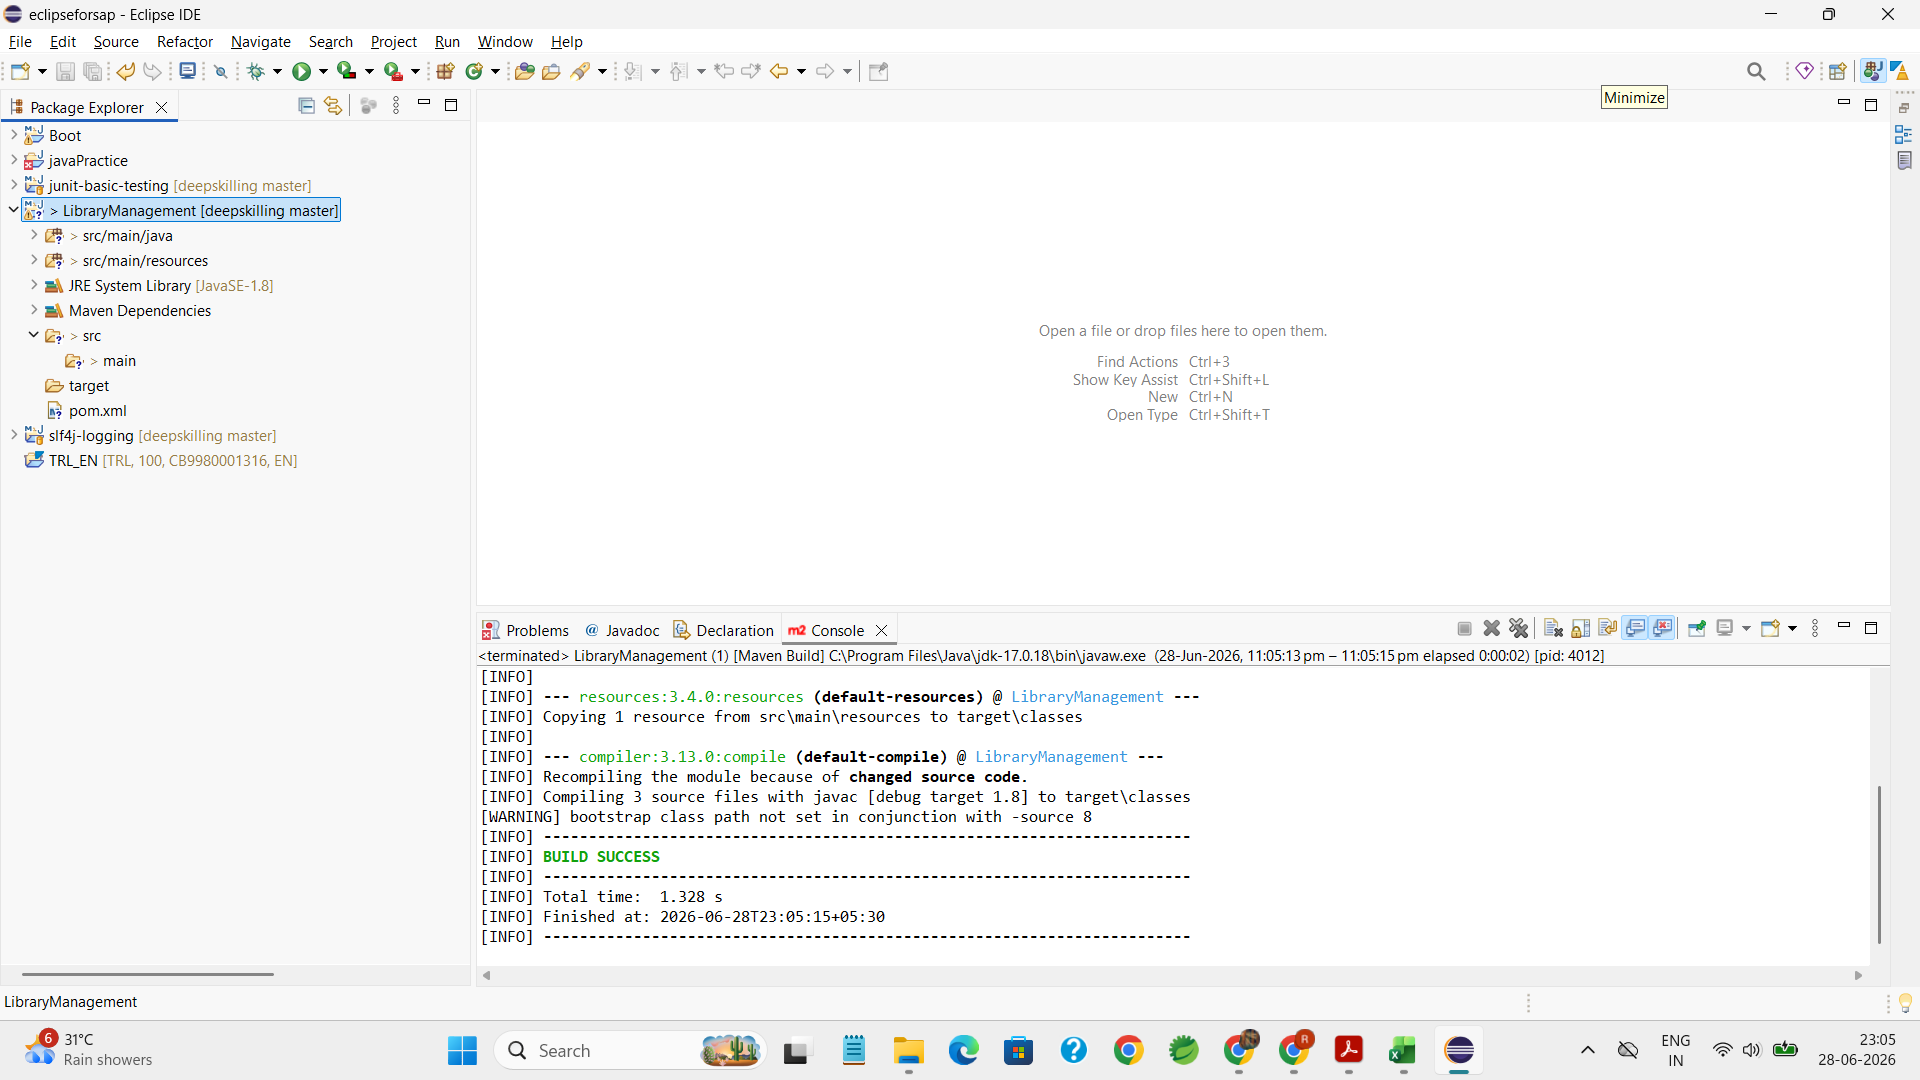 eclipseforsap - Eclipse IDE
File Edit Source Refactor Navigate Search Project Run Window Help
Minimize
Package Explorer
Boot
javaPractice
junit-basic-testing [deepskilling master]
> LibraryManagement [deepskilling master]
> src/main/java
> src/main/resources
JRE System Library [JavaSE-1.8]
Maven Dependencies
> src
> main
target
pom.xml
slf4j-logging [deepskilling master]
TRL_EN [TRL, 100, CB9980001316, EN]
Open a file or drop files here to open them.
Find Actions Ctrl+3
Show Key Assist Ctrl+Shift+L
New Ctrl+N
Open Type Ctrl+Shift+T
Problems @ Javadoc Declaration m2 Console
<terminated> LibraryManagement (1) [Maven Build] C:\Program Files\Java\jdk-17.0.18\bin\javaw.exe (28-Jun-2026, 11:05:13 pm – 11:05:15 pm elapsed 0:00:02) [pid: 4012]
[INFO]
[INFO] --- resources:3.4.0:resources (default-resources) @ LibraryManagement ---
[INFO] Copying 1 resource from src\main\resources to target\classes
[INFO]
[INFO] --- compiler:3.13.0:compile (default-compile) @ LibraryManagement ---
[INFO] Recompiling the module because of changed source code.
[INFO] Compiling 3 source files with javac [debug target 1.8] to target\classes
[WARNING] bootstrap class path not set in conjunction with -source 8
[INFO] ------------------------------------------------------------------------
[INFO] BUILD SUCCESS
[INFO] ------------------------------------------------------------------------
[INFO] Total time:  1.328 s
[INFO] Finished at: 2026-06-28T23:05:15+05:30
[INFO] ------------------------------------------------------------------------
LibraryManagement
6
31°C
Rain showers
Search
R
ENG
IN
23:05
28-06-2026